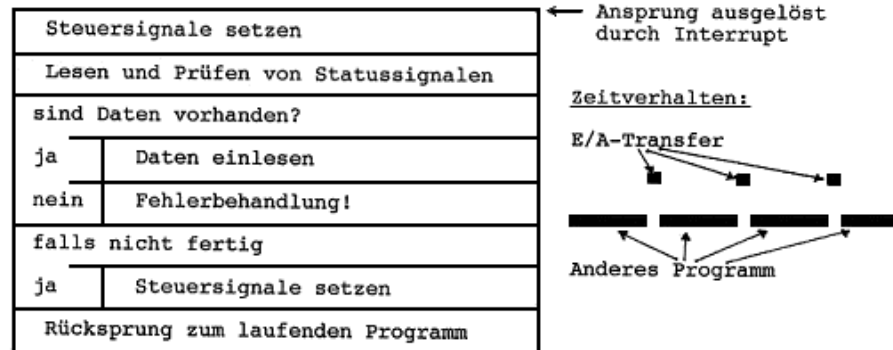 Steuersignale setzen
Lesen und Prüfen von Statussignalen
sind Daten vorhanden?
ja Daten einlesen
nein Fehlerbehandlung!
falls nicht fertig
ja Steuersignale setzen
Rücksprung zum laufenden Programm
Ansprung ausgelöst
durch Interrupt
Zeitverhalten:
E/A-Transfer
Anderes Programm